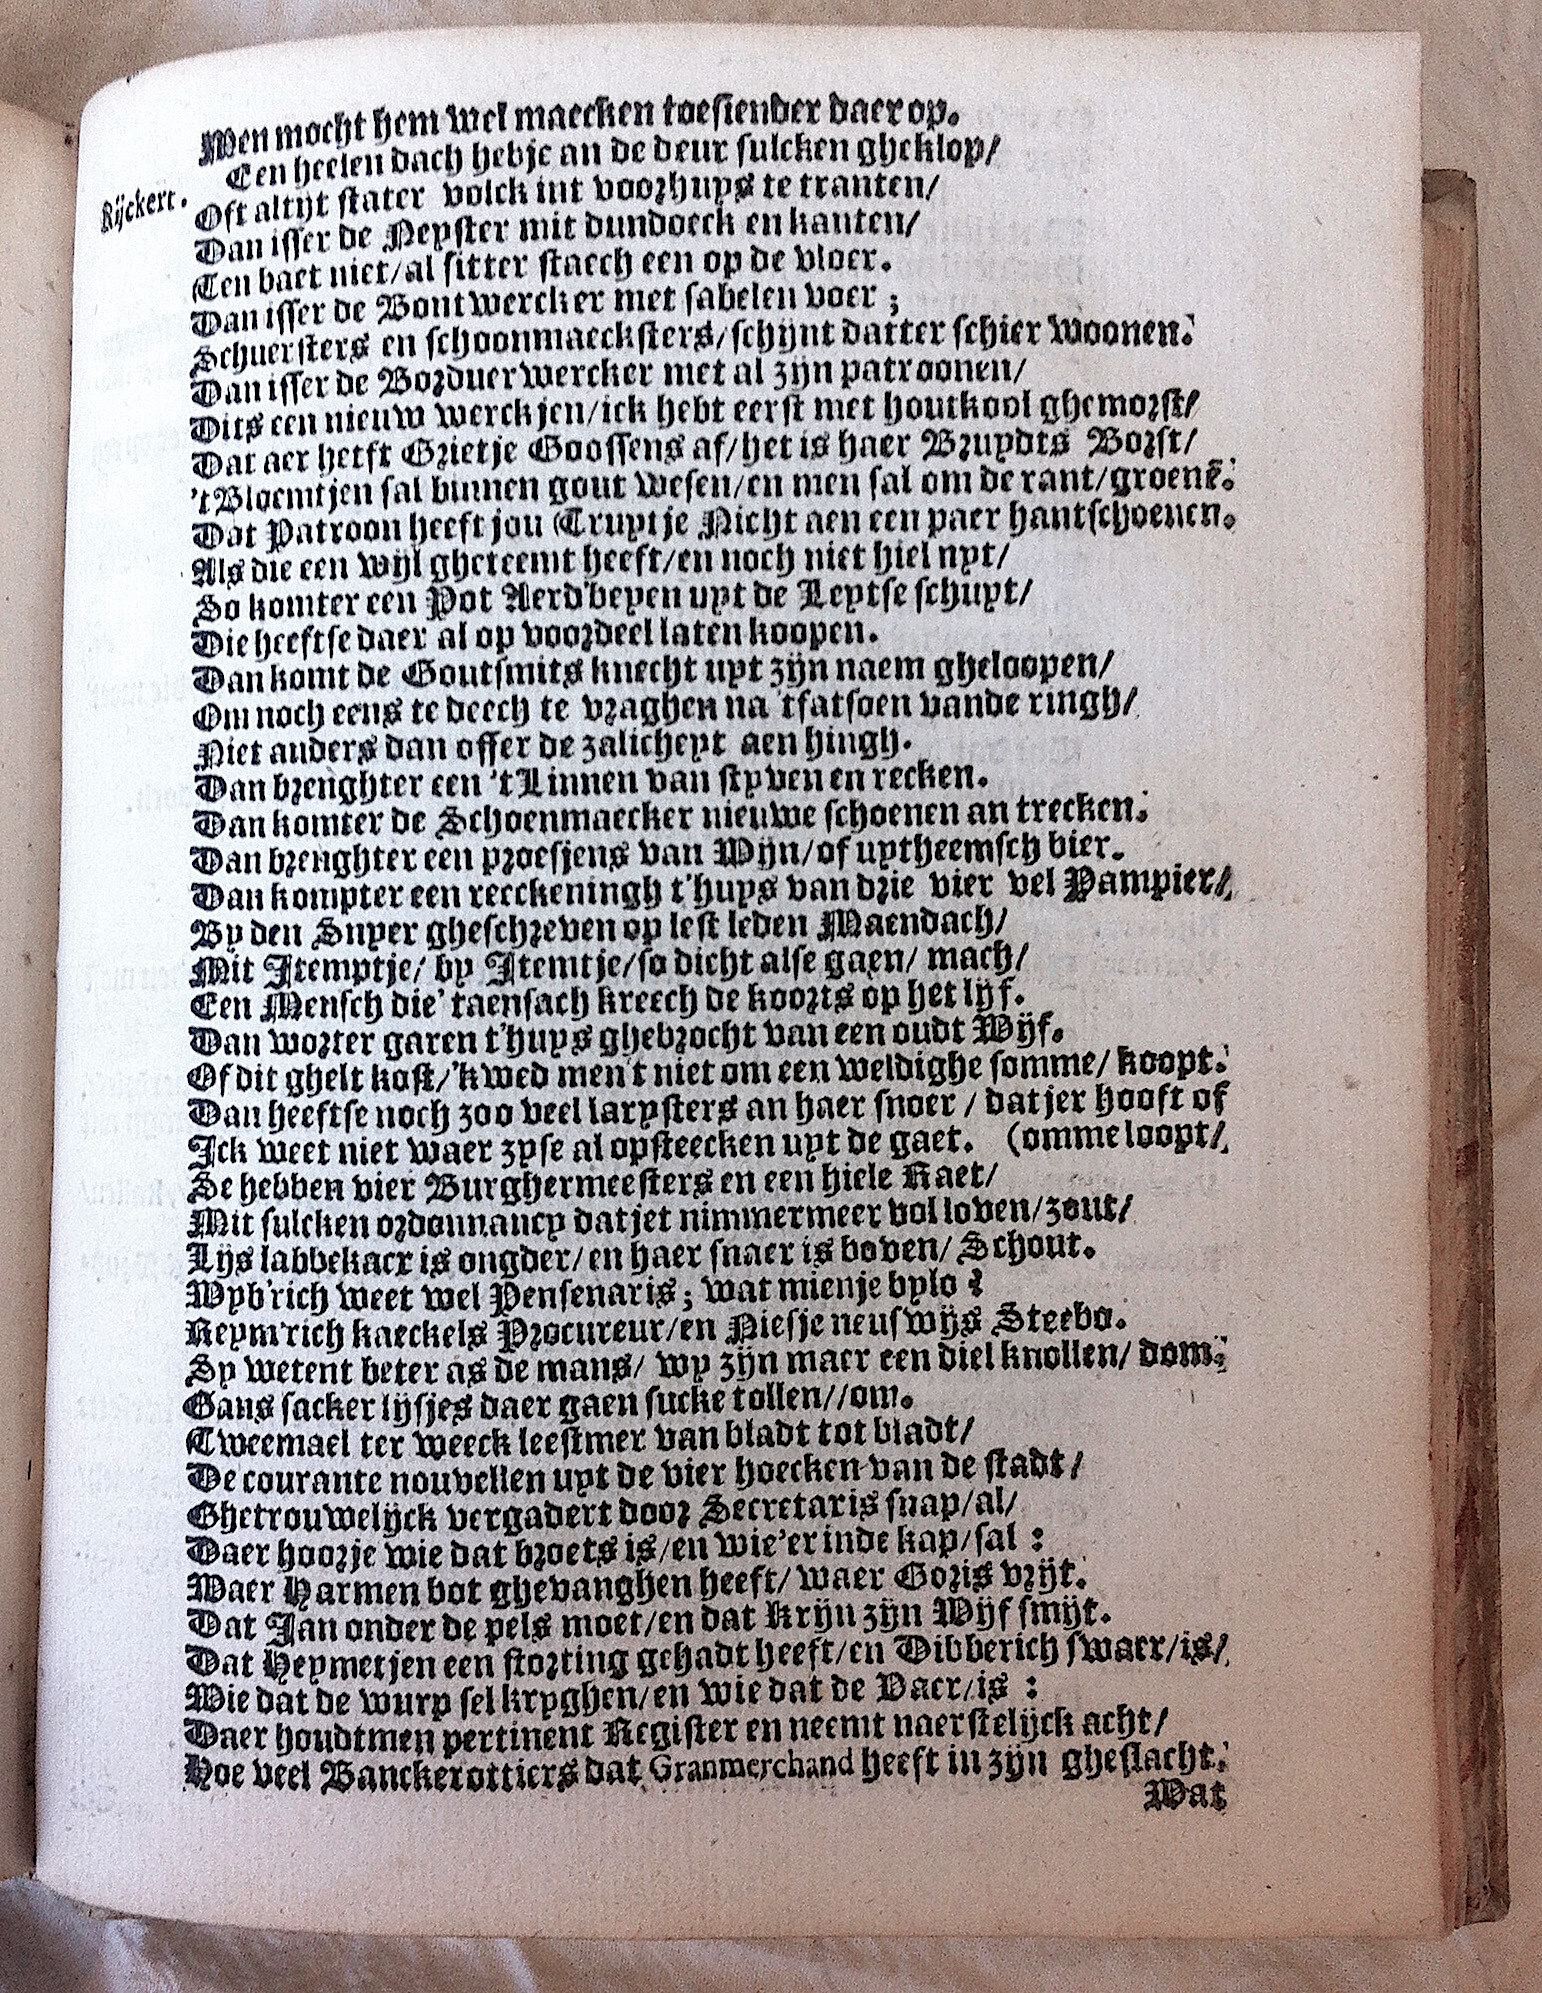 Men mocht hem wel maecken toesiender daer op.
Een heelen dach hebje an de deur sulcken gheklop/
Rijckert. Oft altijt stater volck int voorhuys te tranten/
Dan isser de Neyster mit dundoeck en kanten/
Ten baet niet/al sitter staech een op de vloer.
Dan isser de Bontwercker met sabelen voer;
Schuersters en schoonmaecksters/schijnt datter schier woonen.
Dan isser de Borduerwercker met al zijn patroonen/
Dits een nieuw werckjen/ick hebt eerst met houtkool ghemorst/
Dat aer heeft Grietje Goossens af/het is haer Bruydts Borst/
't Bloemtjen sal binnen gout wesen/en men sal om de rant/groenē.
Dat Patroon heeft jou Truytje Nicht aen een paer hantschoenen.
Als die een wijl gheteemt heeft/en noch niet hiel uyt/
So komter een Pot Aerd'beyen uyt de Leytse schuyt/
Die heeftse daer al op voordeel laten koopen.
Dan komt de Goutsmits knecht uyt zijn naem gheloopen/
Om noch eens te deech te vraghen na 'tfatsoen vande ringh/
Niet anders dan offer de zalicheyt aen hingh.
Dan brenghter een 't Linnen van styven en recken.
Dan komter de Schoenmaecker nieuwe schoenen an trecken.
Dan brenghter een proefjens van Wijn/of uytheemsch bier.
Dan kompter een reeckeningh t'huys van drie vier vel Pampier/
By den Snyer gheschreven op lest leden Maendach/
Mit Itemptje/ by Itemtje/so dicht alse gaen/ mach/
Een Mensch die' taensach kreech de koorts op het lijf.
Dan worter garen t'huys ghebrocht van een oudt Wijf.
Of dit ghelt kost/'kwed men't niet om een weldighe somme/ koopt.
Dan heeftse noch zoo veel larysters an haer snoer / datjer hooft of
Ick weet niet waer zyse al opsteecken uyt de gaet. (omme loopt/
Se hebben vier Burghermeesters en een hiele Raet/
Mit sulcken ordonnancy datjet nimmermeer vol loven/zout/
Lijs labbekaer is ongder/en haer snaer is boven/ Schout.
Wyb'rich weet wel Pensenaris; wat mienje bylo?
Reym'rich kaeckels Procureur/en Niesje neuswijs Steebo.
Sy wetent beter as de mans/ wy zijn maer een diel knollen/ dom.
Gans sacker lijsjes daer gaen sucke tollen//om.
Tweemael ter weeck leestmer van bladt tot bladt/
De courante nouvellen uyt de vier hoecken van de stadt/
Ghetrouwelijck vergadert door Secretaris snap/al/
Daer hoorje wie dat broets is/en wie'er inde kap/sal:
Waer Harmen bot ghevanghen heeft/ waer Goris vrijt.
Dat Jan onder de pels moet/en dat Krijn zijn Wijf smijt.
Dat Heymetjen een storting gehadt heeft/en Dibberich swaer/is/
Wie dat de wurp sel kryghen/en wie dat de Vaer/is:
Daer houdtmen pertinent Register en neemt naerstelijck acht/
Hoe veel Banckerottiers dat Granmerchand heeft in zijn gheslacht.
Wat